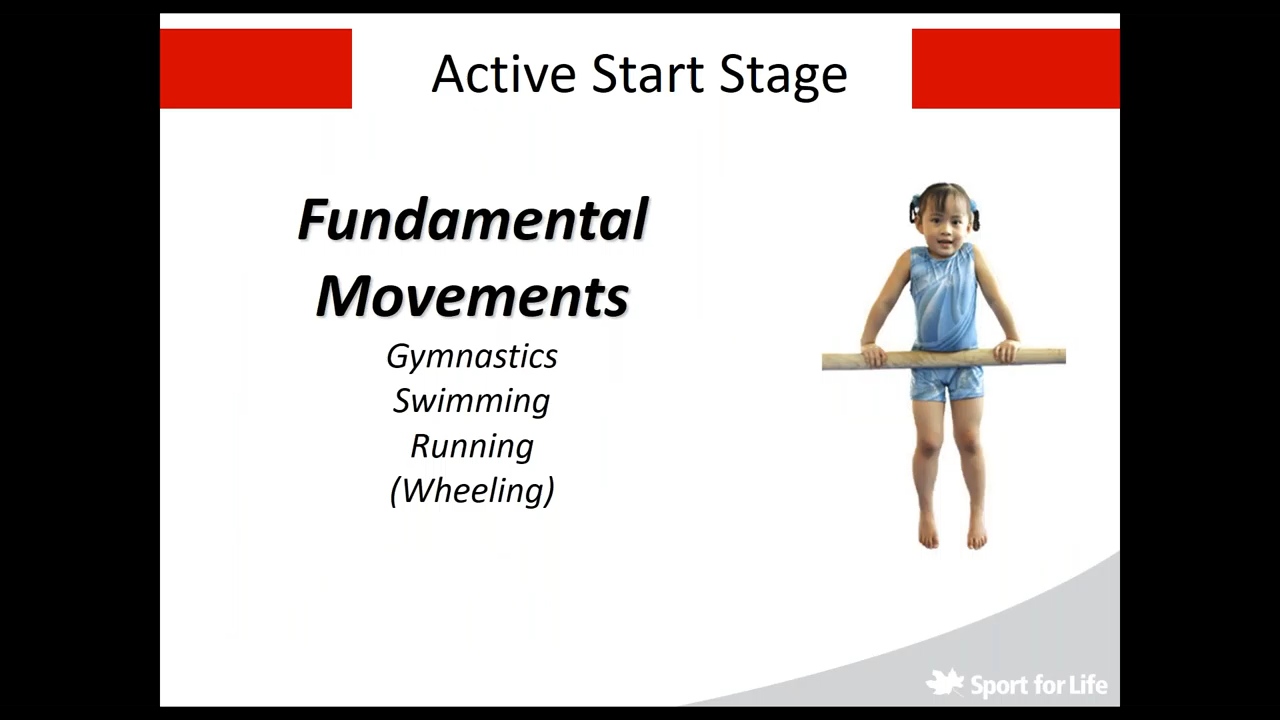 Active Start Stage
Fundamental
Movements
Gymnastics
Swimming
Running
(Wheeling)
Sport for Life